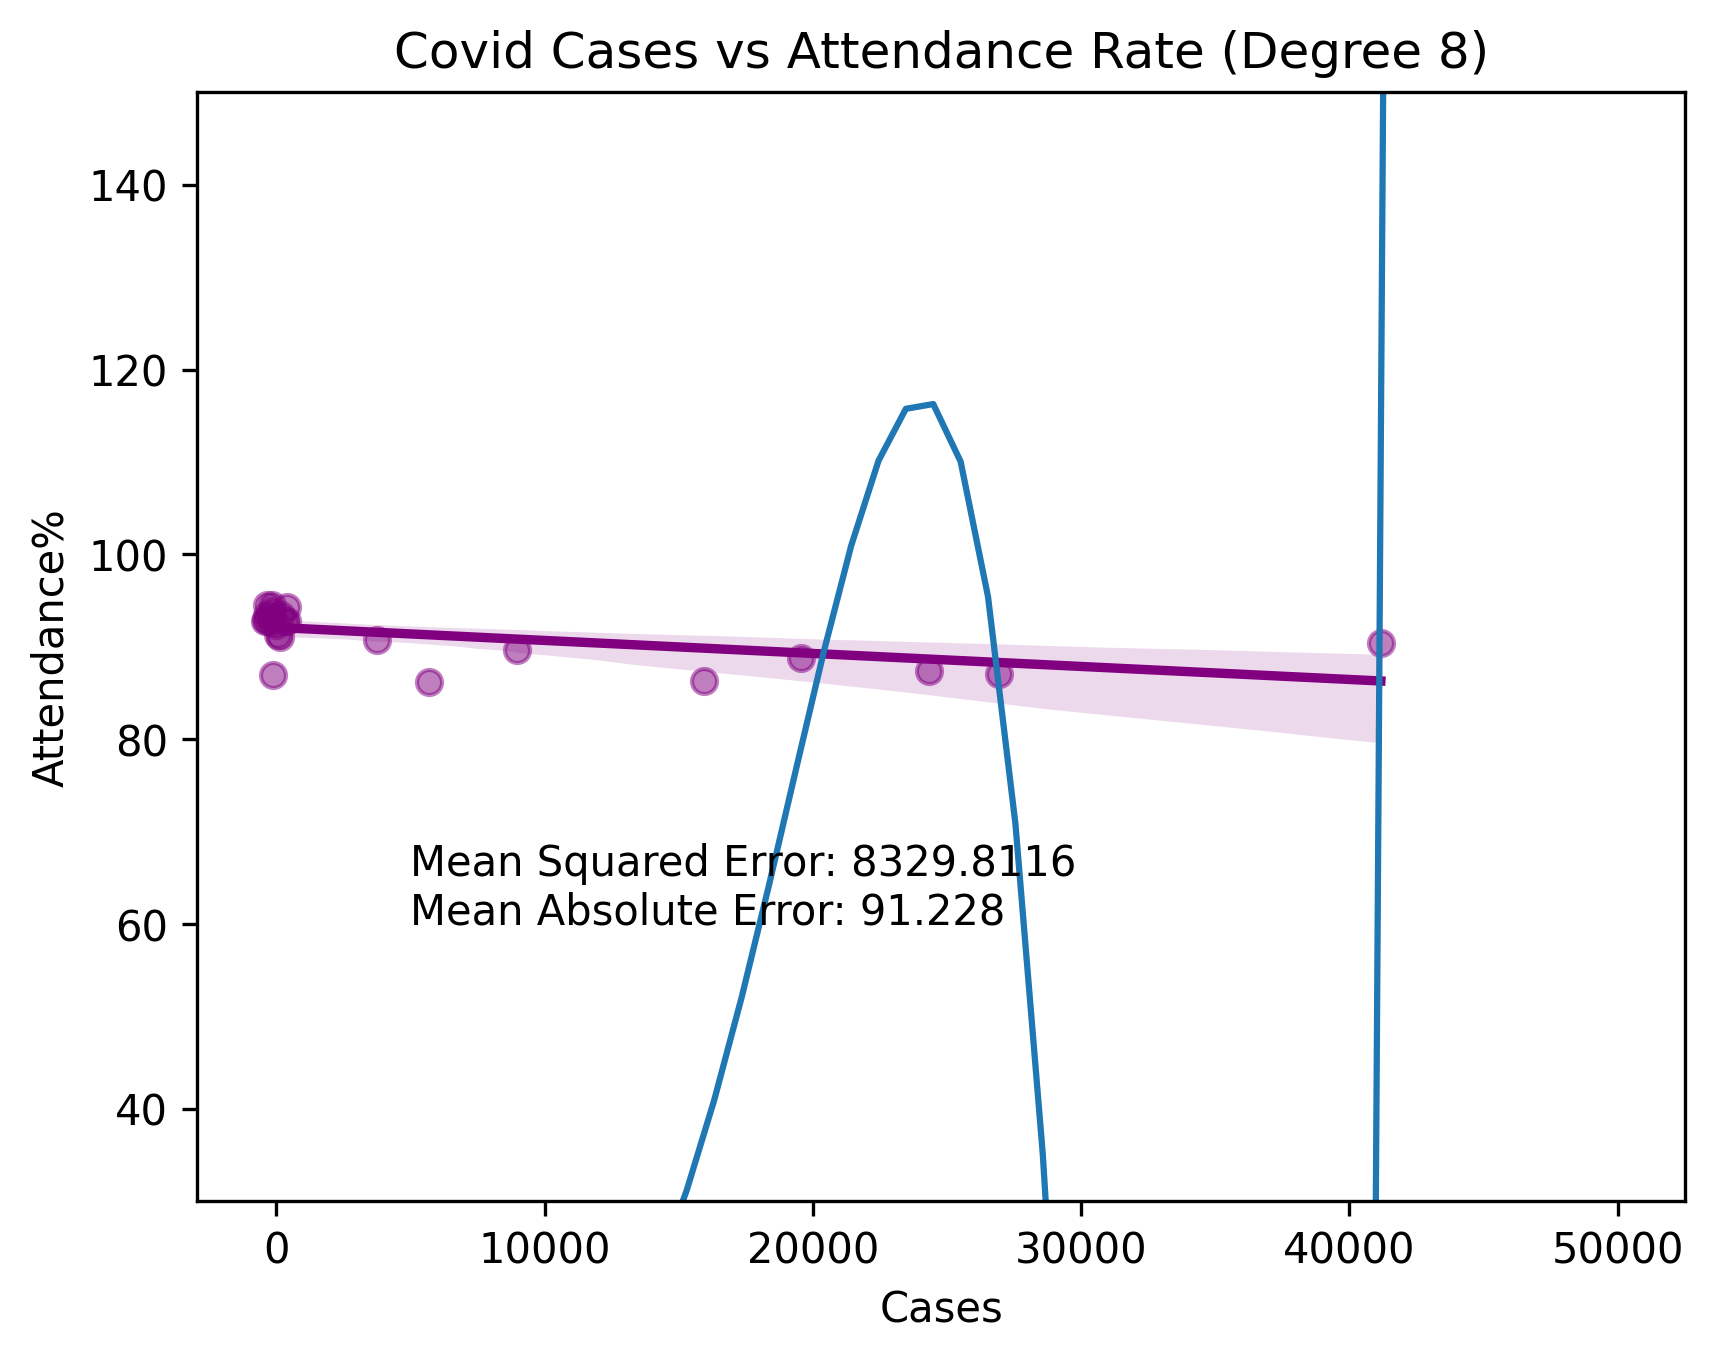 Covid Cases vs Attendance Rate (Degree 8)
Attendance%
140
120
100
80
60
40
Mean Squared Error: 8329.8116
Mean Absolute Error: 91.228
0 10000 20000 30000 40000 50000
Cases